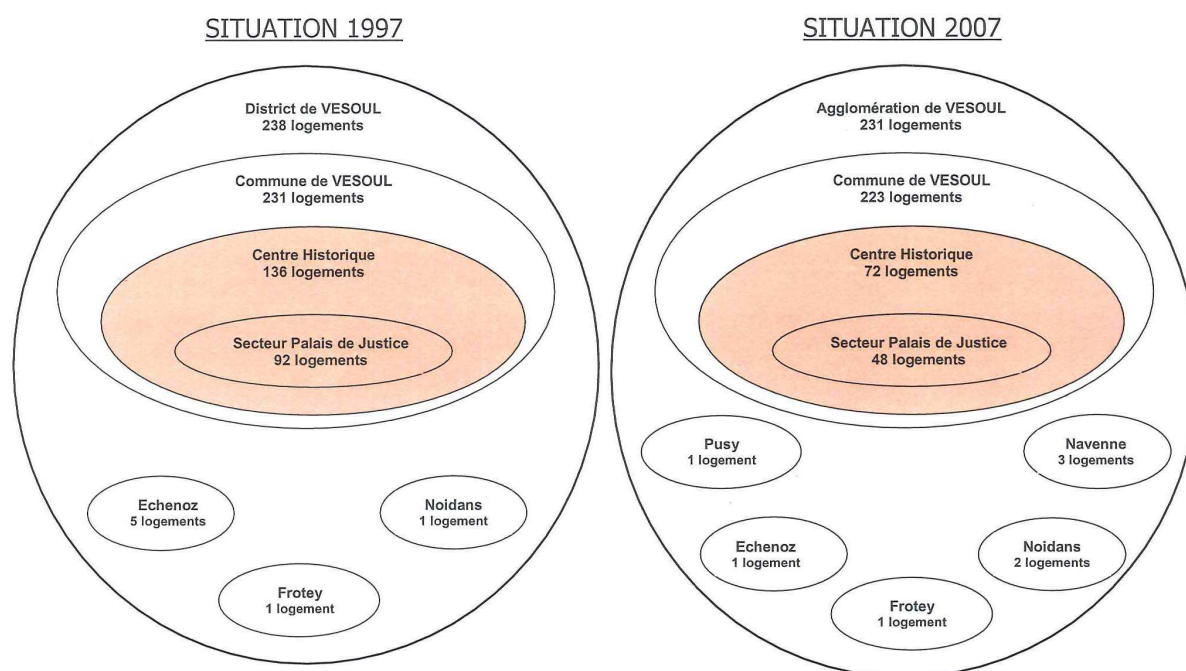 SITUATION 1997
District de VESOUL
238 logements
Commune de VESOUL
231 logements
Centre Historique
136 logements
Secteur Palais de Justice
92 logements
Echenoz
5 logements
Noidans
1 logement
Frotey
1 logement
SITUATION 2007
Agglomération de VESOUL
231 logements
Commune de VESOUL
223 logements
Centre Historique
72 logements
Secteur Palais de Justice
48 logements
Pusy
1 logement
Navenne
3 logements
Echenoz
1 logement
Noidans
2 logements
Frotey
1 logement